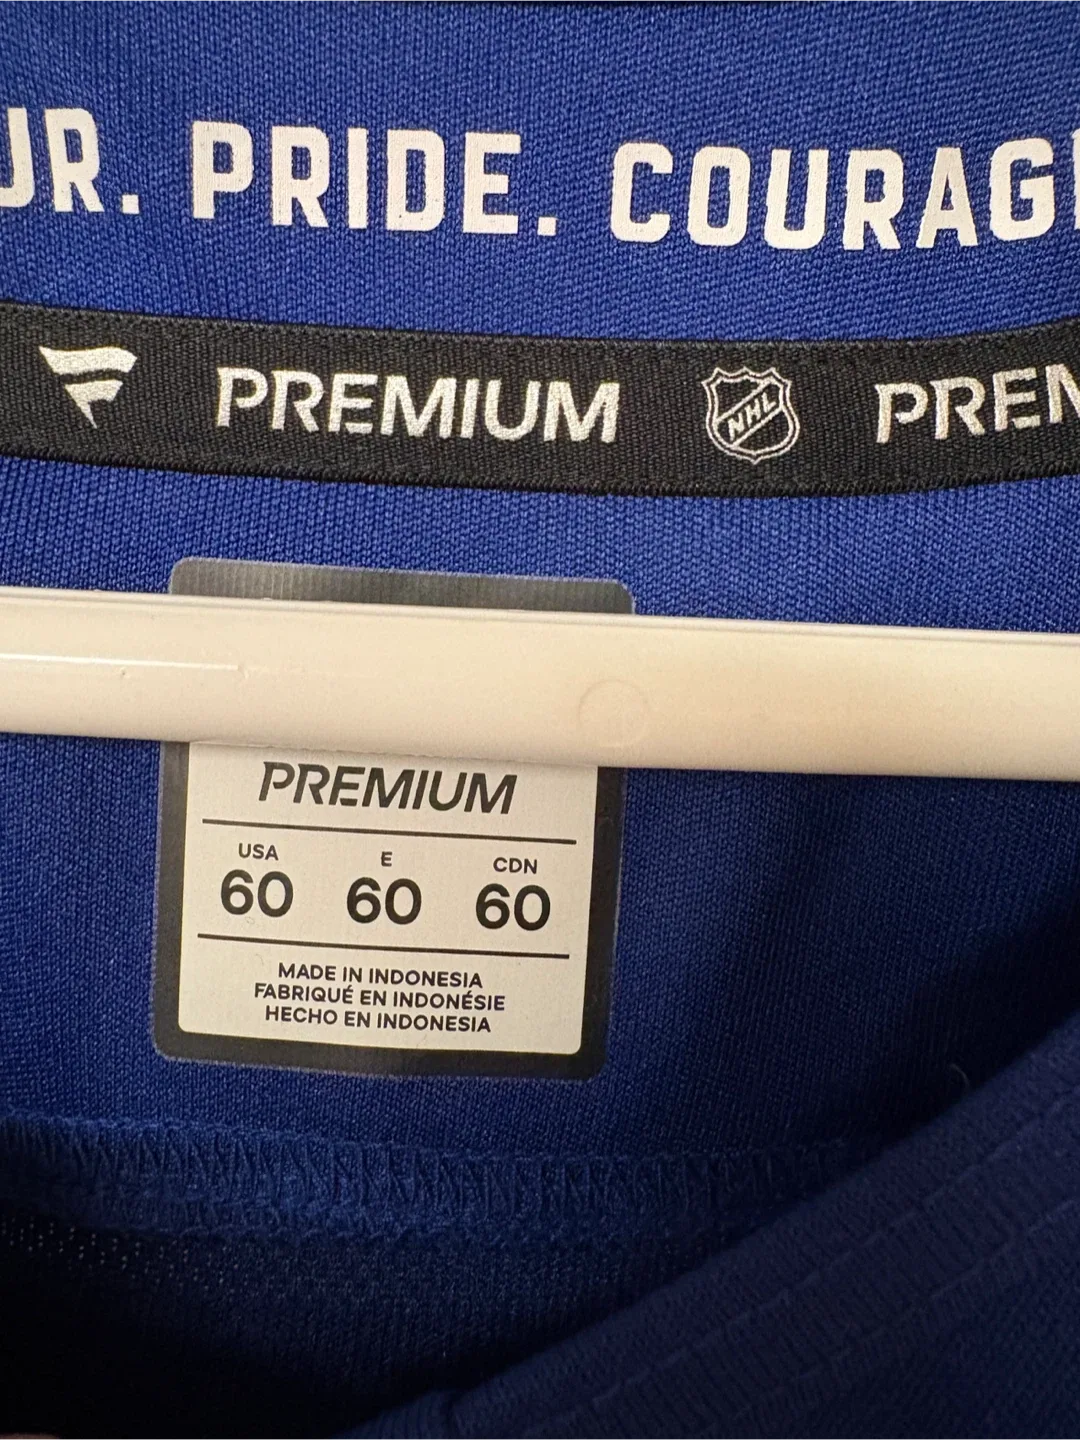 UR. PRIDE. COURAG
PREMIUM NHL PREM
PREMIUM
USA E CDN
60 60 60
MADE IN INDONESIA
FABRIQUÉ EN INDONÉSIE
HECHO EN INDONESIA